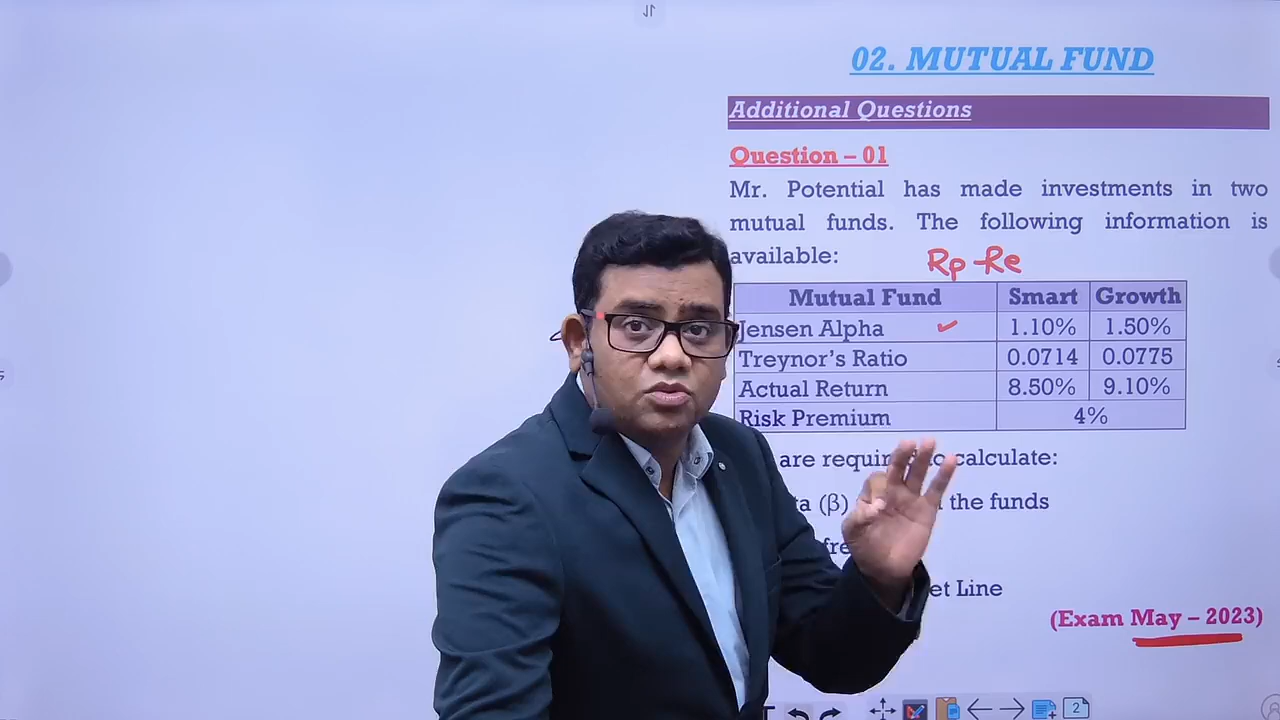 02. MUTUAL FUND
Additional Questions
Question – 01
Mr. Potential has made investments in two
mutual funds. The following information is
available:
Rp-Re
Mutual Fund Smart Growth
Jensen Alpha 1.10% 1.50%
Treynor's Ratio 0.0714 0.0775
Actual Return 8.50% 9.10%
Risk Premium 4%
are calculate:
(β) the funds
Line
(Exam May – 2023)
2